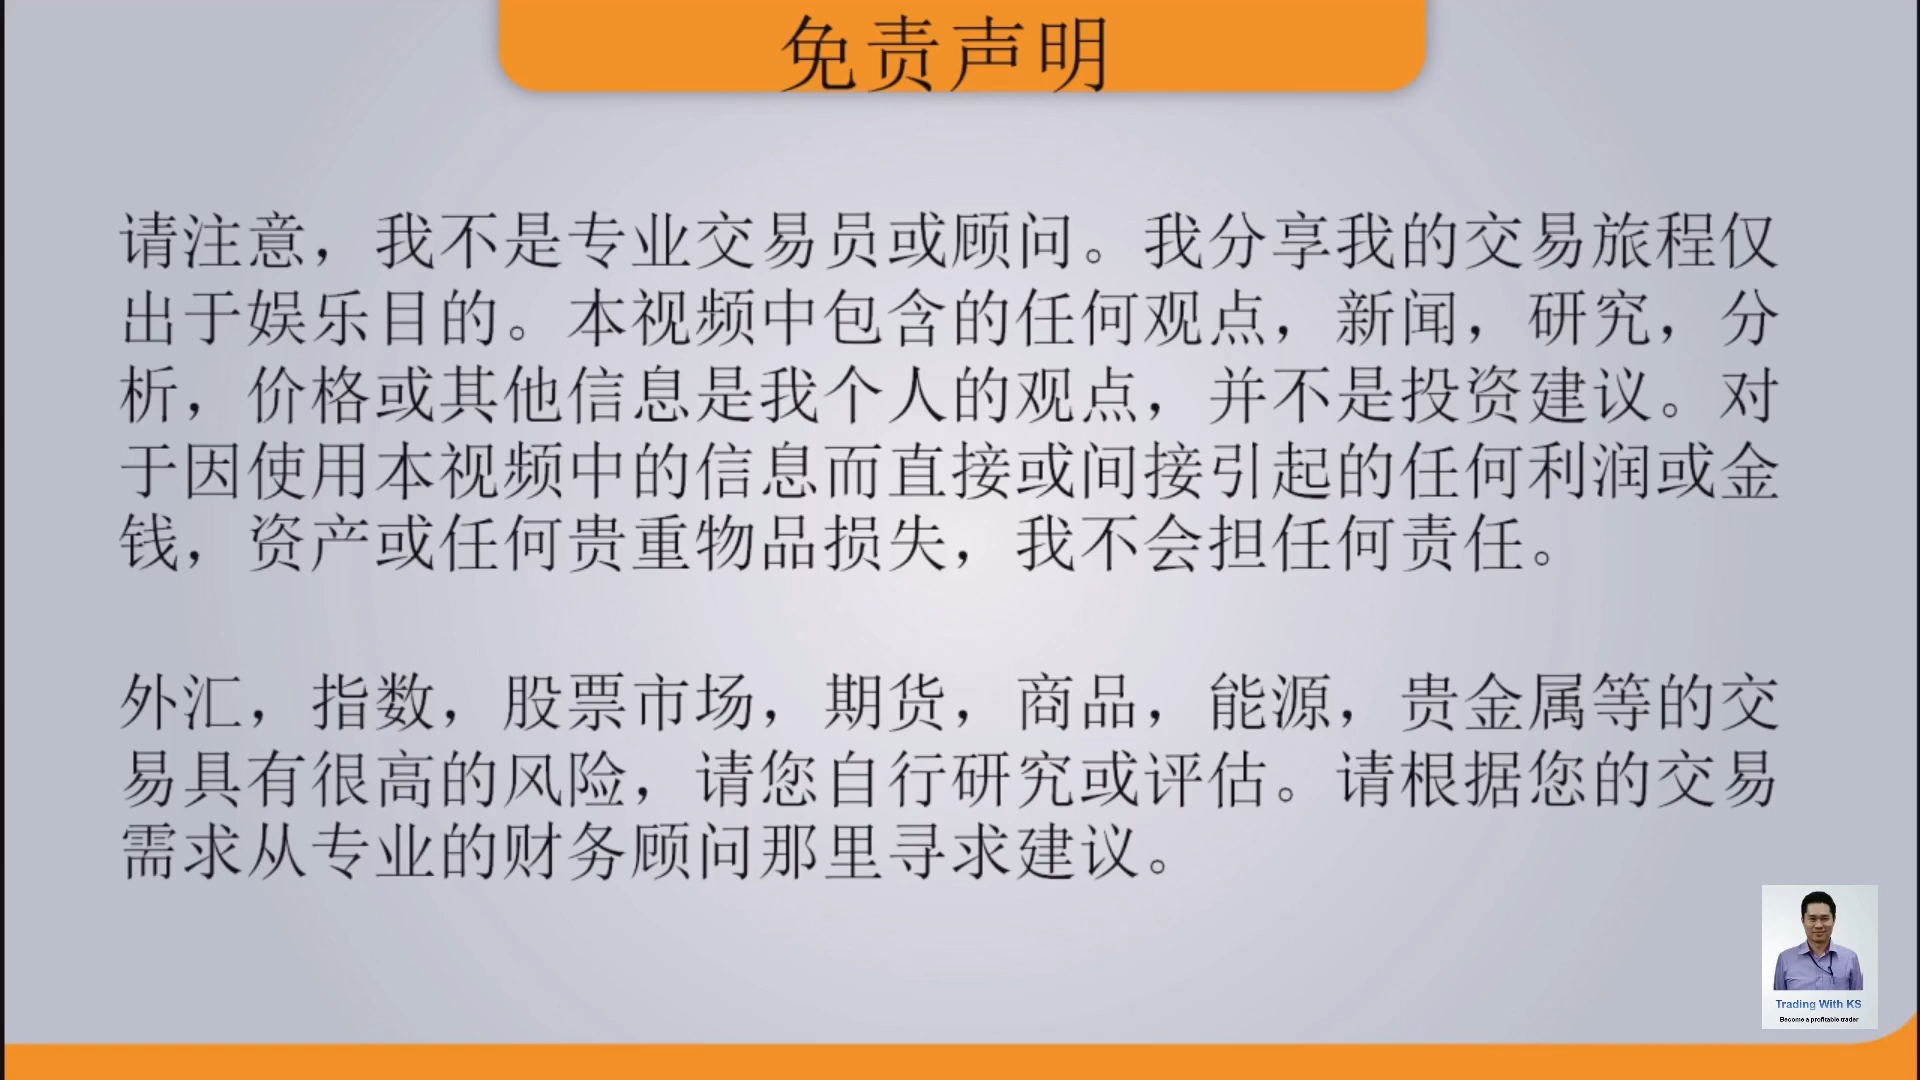 免责声明
请注意，我不是专业交易员或顾问。我分享我的交易旅程仅
出于娱乐目的。本视频中包含的任何观点，新闻，研究，分
析，价格或其他信息是我个人的观点，并不是投资建议。对
于因使用本视频中的信息而直接或间接引起的任何利润或金
钱，资产或任何贵重物品损失，我不会担任何责任。
外汇，指数，股票市场，期货，商品，能源，贵金属等的交
易具有很高的风险，请您自行研究或评估。请根据您的交易
需求从专业的财务顾问那里寻求建议。
Trading With KS
Become a profitable trader